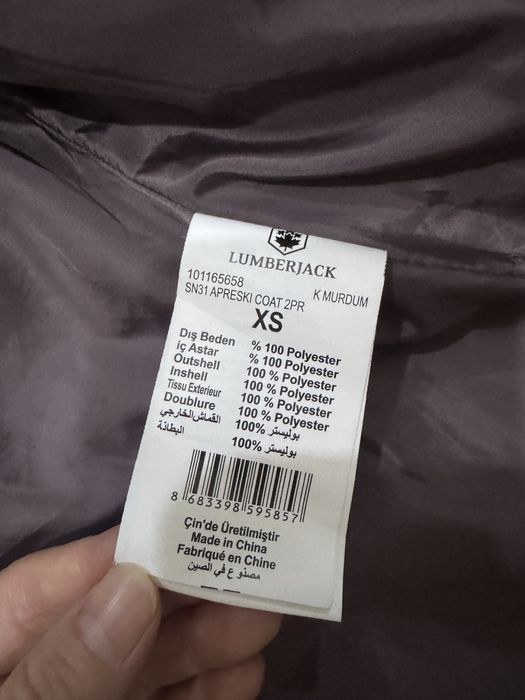 LUMBERJACK
101165658
K MURDUM
SN31 APRESKI COAT 2PR
XS
Dış Beden % 100 Polyester
iç Astar % 100 Polyester
Outshell 100 % Polyester
Inshell 100 % Polyester
Tissu Exterieur 100 % Polyester
Doublure 100 % Polyester
القماش الخارجي 100% بوليستر
البطانة 100% بوليستر
8 683398 595857
Çin'de Üretilmiştir
Made in China
Fabriqué en Chine
مصنوع في الصين